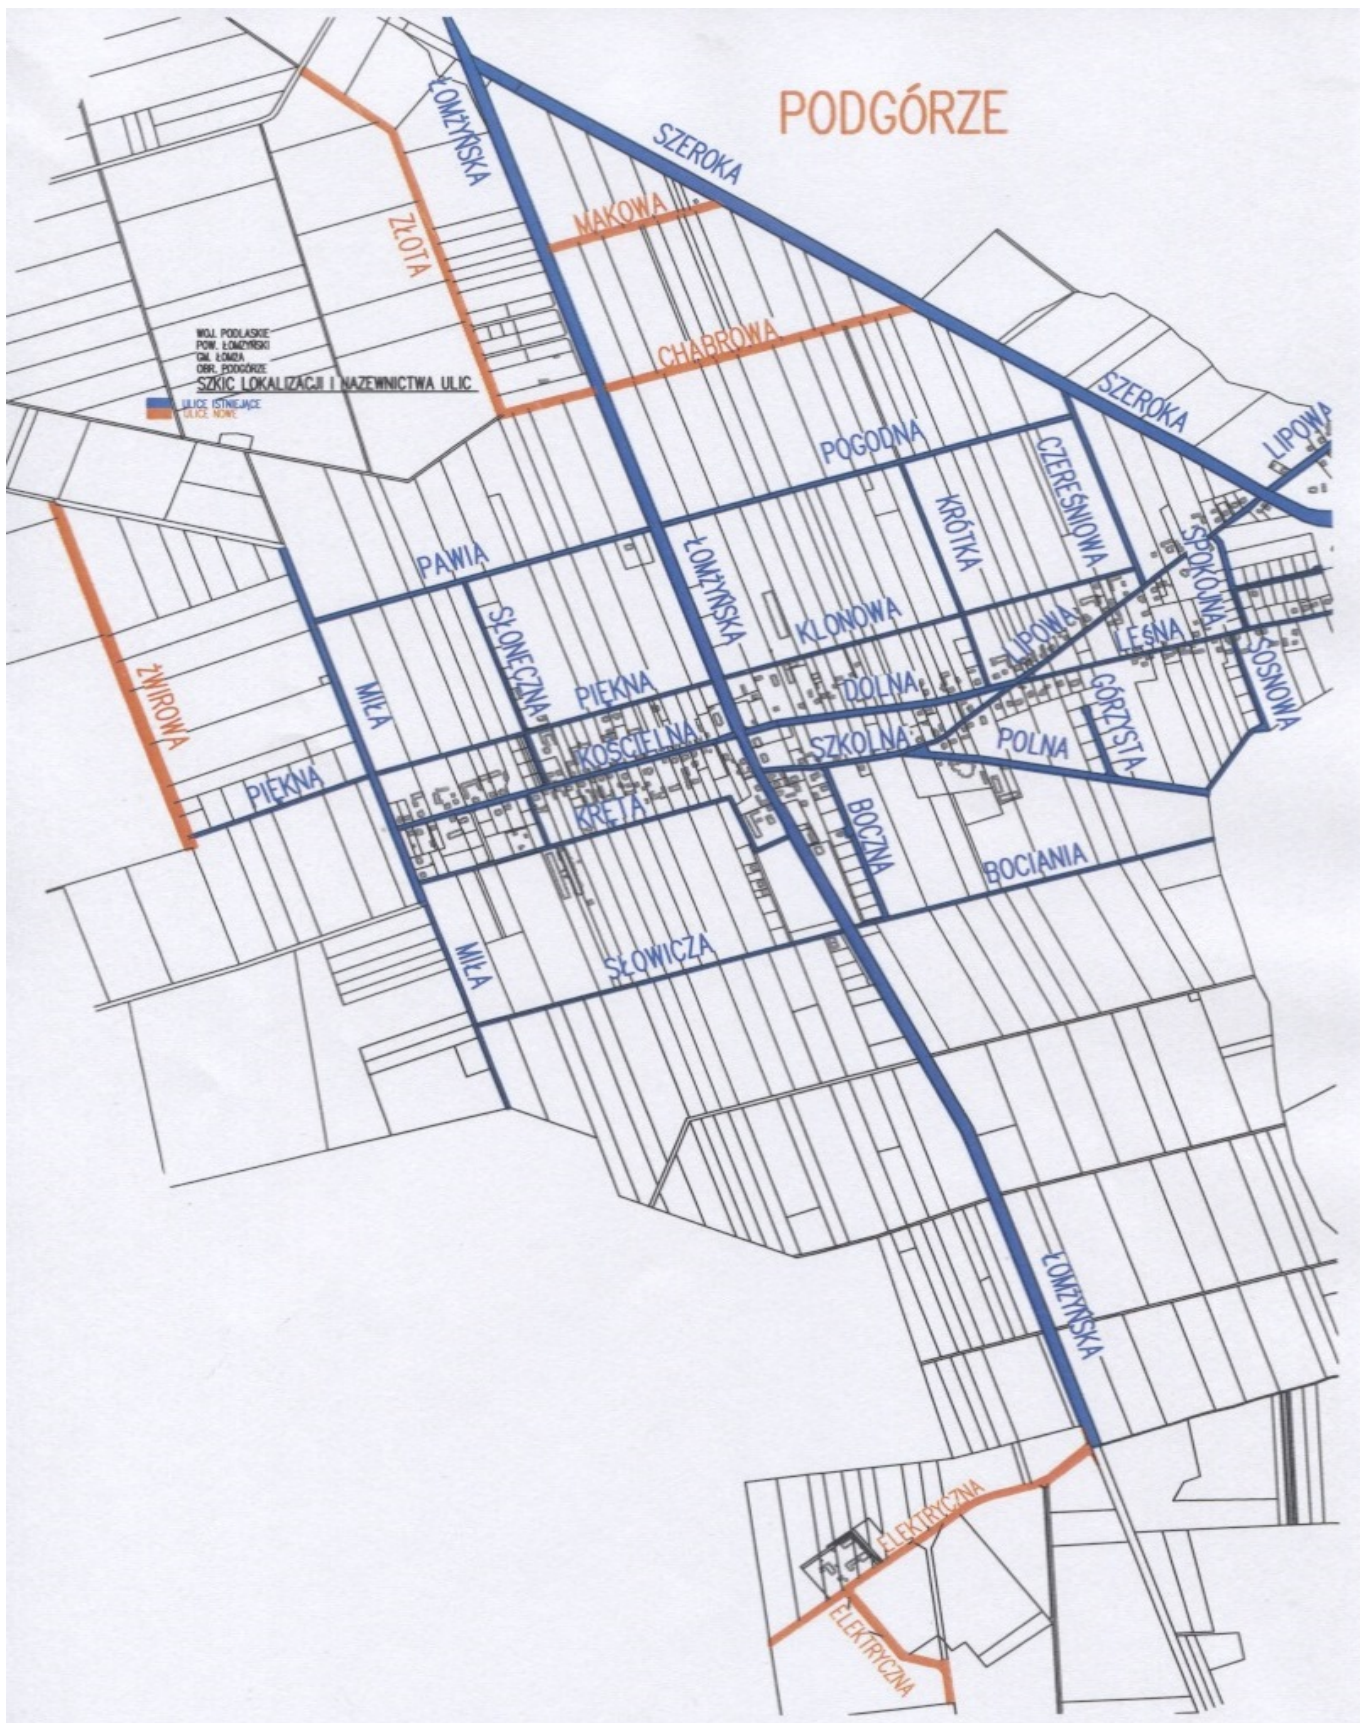 PODGÓRZE
ŁOMŻYŃSKA
SZEROKA
MAKOWA
ZŁOTA
CHABROWA
WOJ. PODLASKIE
POW. ŁOMŻYŃSKI
GM. ŁOMŻA
OBR. PODGÓRZE
SZKIC LOKALIZACJI I NAZEWNICTWA ULIC
ULICE ISTNIEJĄCE
ULICE NOWE
SZEROKA
LIPOWA
POGODNA
CZEREŚNIOWA
KRÓTKA
PAWIA
ŁOMŻYŃSKA
SPOKOJNA
SŁONECZNA
KLONOWA
LIPOWA
LEŚNA
SOSNOWA
ŻWIROWA
MIŁA
PIĘKNA
DOLNA
GÓRZYSTA
KOŚCIELNA
SZKOLNA
POLNA
PIĘKNA
KRĘTA
BOCZNA
BOCIANIA
MIŁA
SŁOWICZA
ŁOMŻYŃSKA
ELEKTRYCZNA
ELEKTRYCZNA